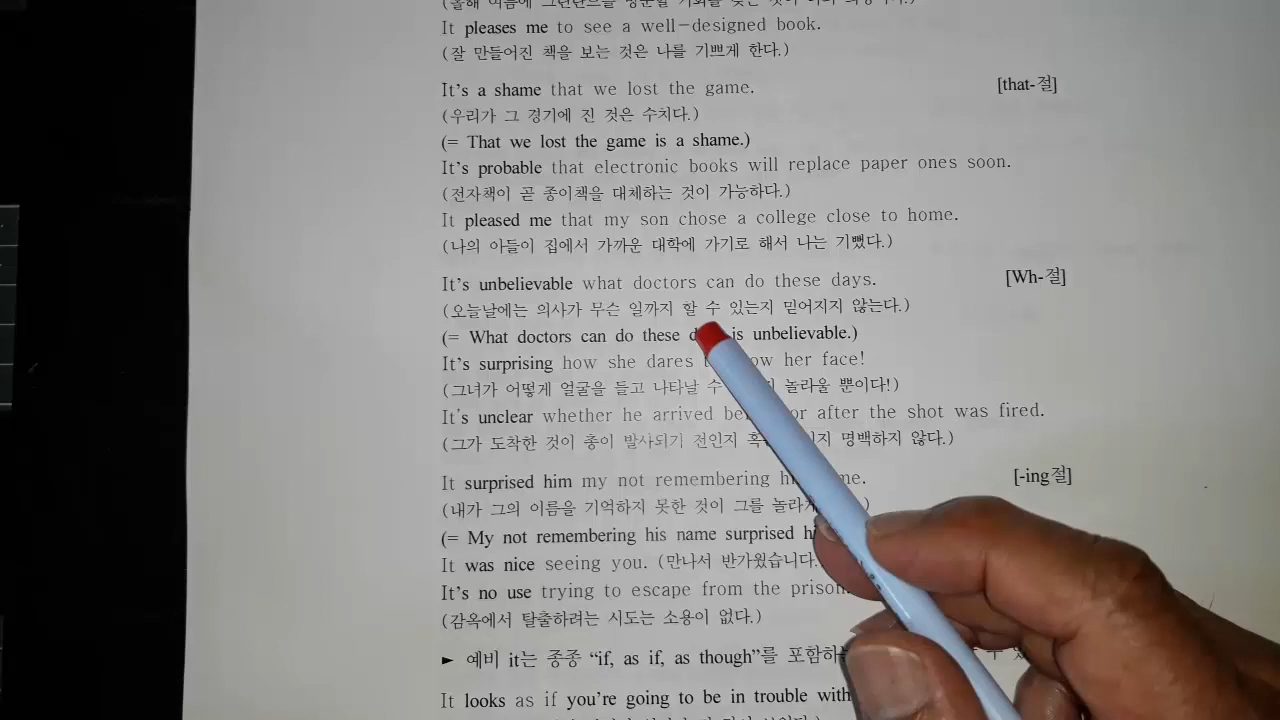 It pleases me to see a well-designed book.
(잘 만들어진 책을 보는 것은 나를 기쁘게 한다.)
It's a shame that we lost the game. [that-절]
(우리가 그 경기에 진 것은 수치다.)
(= That we lost the game is a shame.)
It's probable that electronic books will replace paper ones soon.
(전자책이 곧 종이책을 대체하는 것이 가능하다.)
It pleased me that my son chose a college close to home.
(나의 아들이 집에서 가까운 대학에 가기로 해서 나는 기뻤다.)
It's unbelievable what doctors can do these days. [Wh-절]
(오늘날에는 의사가 무슨 일까지 할 수 있는지 믿어지지 않는다.)
(= What doctors can do these is unbelievable.)
It's surprising how she dares her face!
(그녀가 어떻게 얼굴을 들고 나타날 수 놀라울 뿐이다!)
It's unclear whether he arrived or after the shot was fired.
(그가 도착한 것이 총이 발사되기 전인지 명백하지 않다.)
It surprised him my not remembering [-ing절]
(내가 그의 이름을 기억하지 못한 것이 그를
(= My not remembering his name surprised
It was nice seeing you. (만나서 반가웠습니다.
It's no use trying to escape from the prison.
(감옥에서 탈출하려는 시도는 소용이 없다.)
► 예비 it는 종종 “if, as if, as though”를
It looks as if you're going to be in trouble with